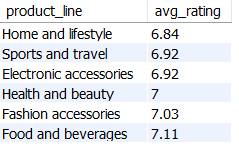 product_line avg_rating
Home and lifestyle 6.84
Sports and travel 6.92
Electronic accessories 6.92
Health and beauty 7
Fashion accessories 7.03
Food and beverages 7.11